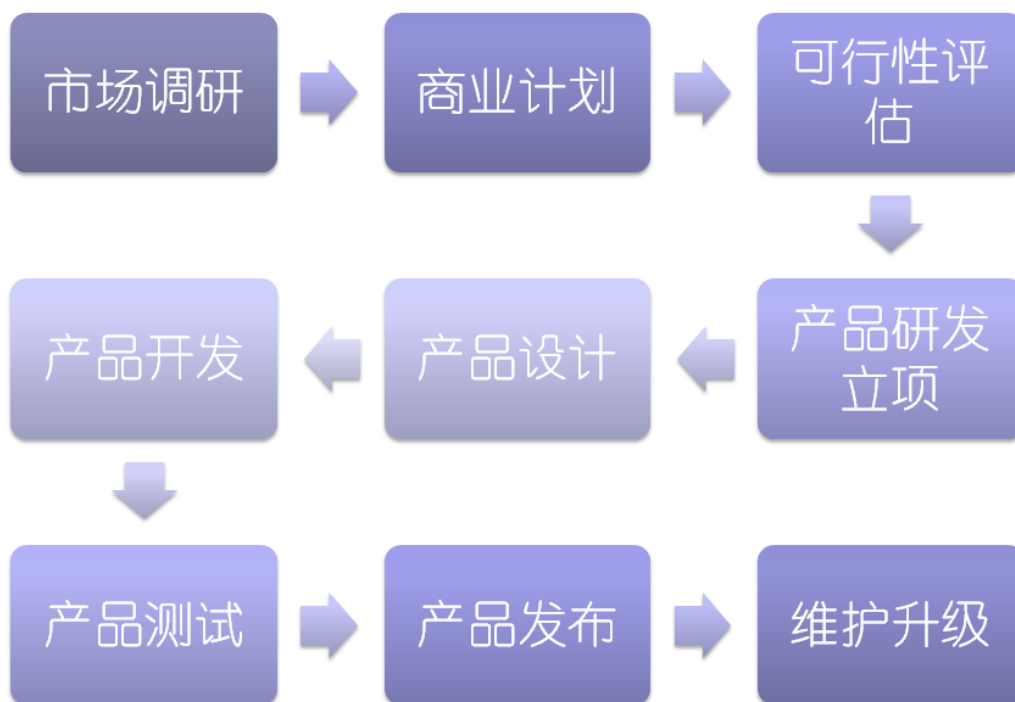 市场调研
商业计划
可行性评
估
产品研发
立项
产品设计
产品开发
产品测试
产品发布
维护升级